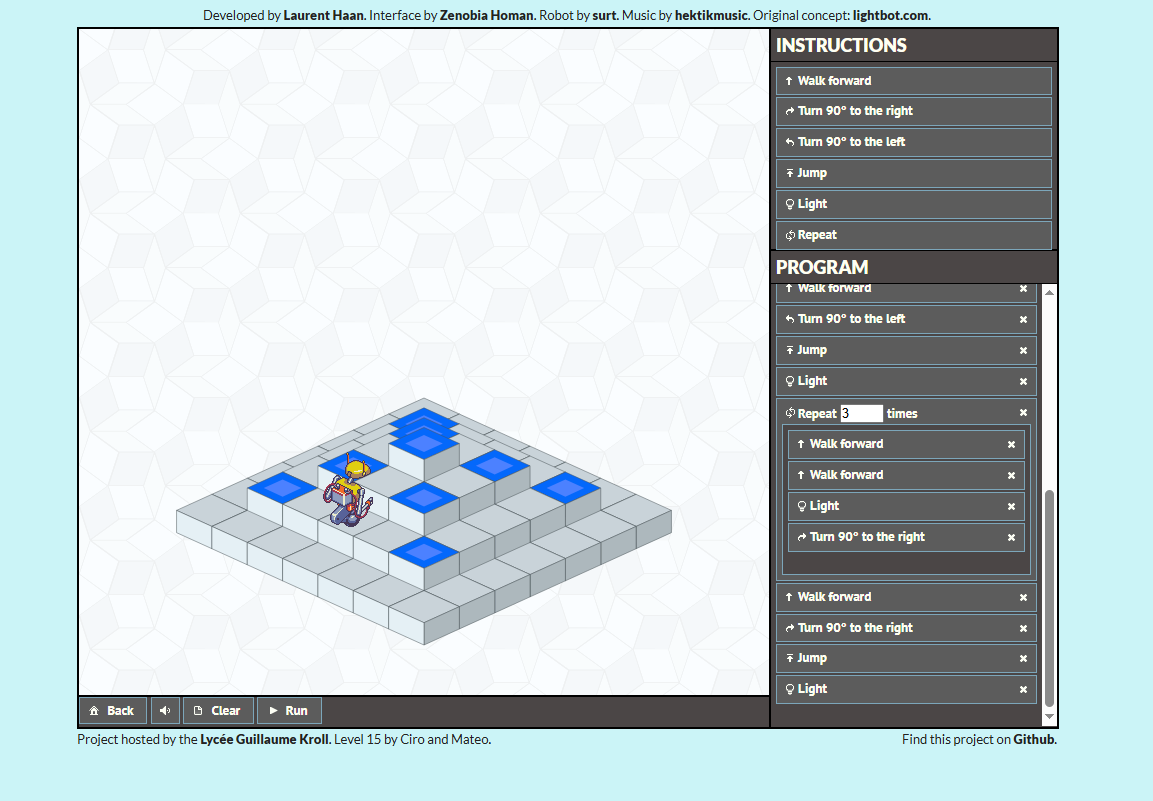 Developed by Laurent Haan. Interface by Zenobia Homan. Robot by surt. Music by hektikmusic. Original concept: lightbot.com.
INSTRUCTIONS
Walk forward
Turn 90° to the right
Turn 90° to the left
Jump
Light
Repeat
PROGRAM
Walk forward
Turn 90° to the left
Jump
Light
Repeat 3 times
Walk forward
Walk forward
Light
Turn 90° to the right
Walk forward
Turn 90° to the right
Jump
Light
Back Clear Run
Project hosted by the Lycée Guillaume Kroll. Level 15 by Ciro and Mateo. Find this project on Github.